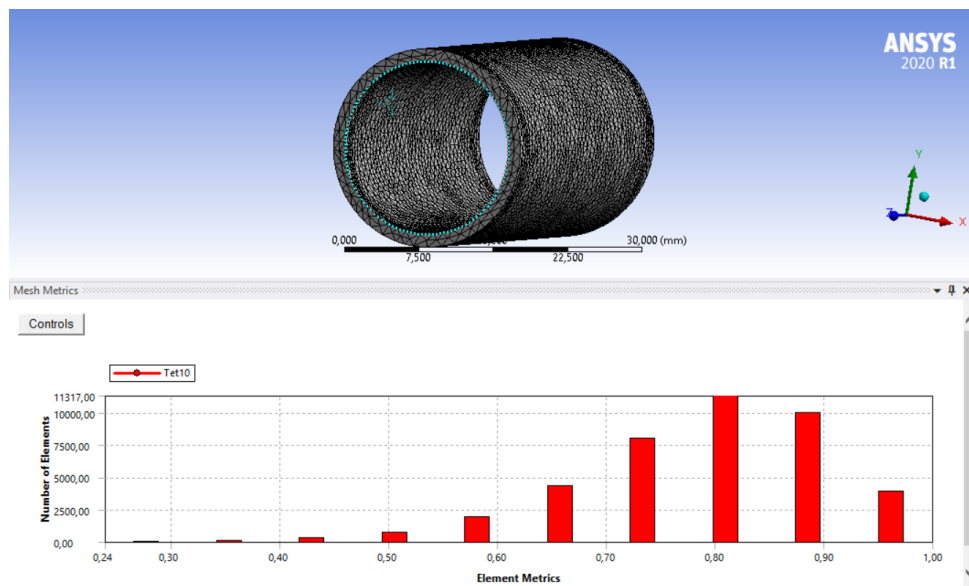 ANSYS
2020 R1
Y
Z
X
0,000
30,000 (mm)
7,500
22,500
Mesh Metrics
Controls
Tet10
Number of Elements
11317,00
10000,00
7500,00
5000,00
2500,00
0,00
0,24
0,30
0,40
0,50
0,60
0,70
0,80
0,90
1,00
Element Metrics